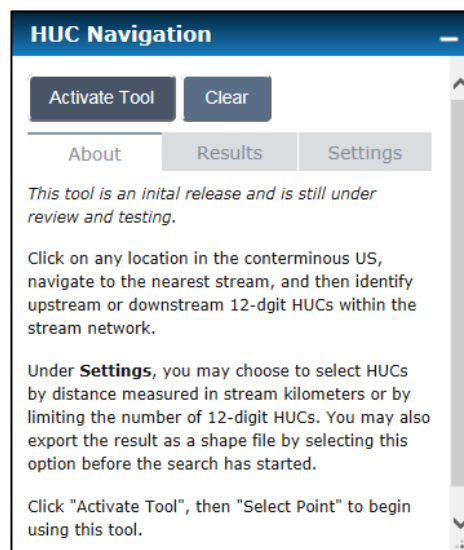 HUC Navigation
Activate Tool Clear
About Results Settings
This tool is an inital release and is still under
review and testing.
Click on any location in the conterminous US,
navigate to the nearest stream, and then identify
upstream or downstream 12-dgit HUCs within the
stream network.
Under Settings, you may choose to select HUCs
by distance measured in stream kilometers or by
limiting the number of 12-digit HUCs. You may also
export the result as a shape file by selecting this
option before the search has started.
Click "Activate Tool", then "Select Point" to begin
using this tool.